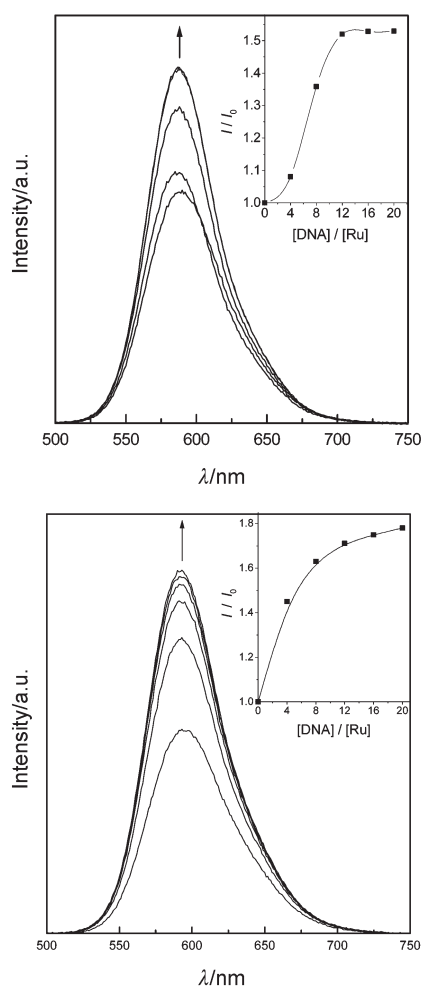 1.5
1.4
1.3
1.2
1.1
1.0
I / I0
0 4 8 12 16 20
[DNA] / [Ru]
Intensity/a.u.
500 550 600 650 700 750
λ/nm
1.8
1.6
1.4
1.2
1.0
I / I0
0 4 8 12 16 20
[DNA] / [Ru]
Intensity/a.u.
500 550 600 650 700 750
λ/nm